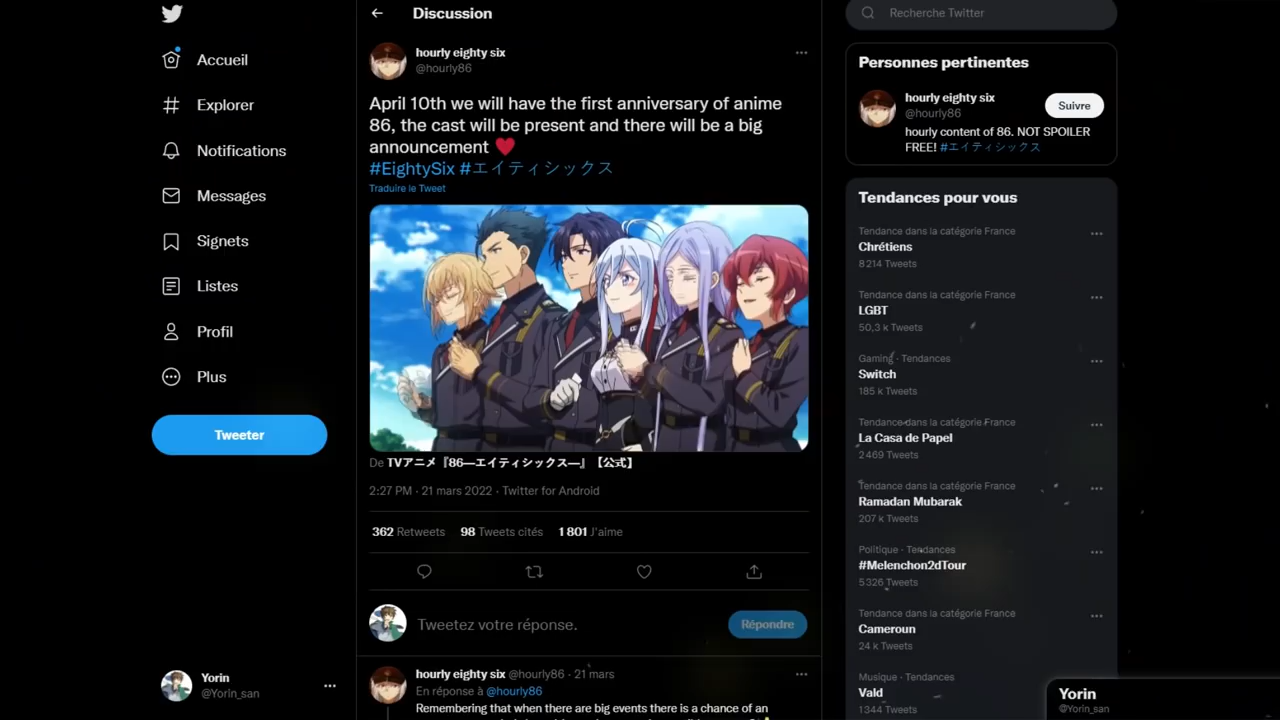 Accueil
Explorer
Notifications
Messages
Signets
Listes
Profil
Plus
Tweeter
Yorin
@Yorin_san
Discussion
hourly eighty six
@hourly86
April 10th we will have the first anniversary of anime
86, the cast will be present and there will be a big
announcement ❤️
#EightySix #エイティシックス
Traduire le Tweet
De TVアニメ『86―エイティシックス―』【公式】
2:27 PM · 21 mars 2022 · Twitter for Android
362 Retweets 98 Tweets cités 1 801 J'aime
Tweetez votre réponse.
Répondre
hourly eighty six @hourly86 · 21 mars
En réponse à @hourly86
Remembering that when there are big events there is a chance of an
Recherche Twitter
Personnes pertinentes
hourly eighty six
@hourly86
Suivre
hourly content of 86. NOT SPOILER
FREE! #エイティシックス
Tendances pour vous
Tendance dans la catégorie France
Chrétiens
8 214 Tweets
Tendance dans la catégorie France
LGBT
50,3 k Tweets
Gaming · Tendances
Switch
185 k Tweets
Tendance dans la catégorie France
La Casa de Papel
2 469 Tweets
Tendance dans la catégorie France
Ramadan Mubarak
207 k Tweets
Politique · Tendances
#Melenchon2dTour
5 326 Tweets
Tendance dans la catégorie France
Cameroun
24 k Tweets
Musique · Tendances
Vald
1 344 Tweets
Yorin
@Yorin_san